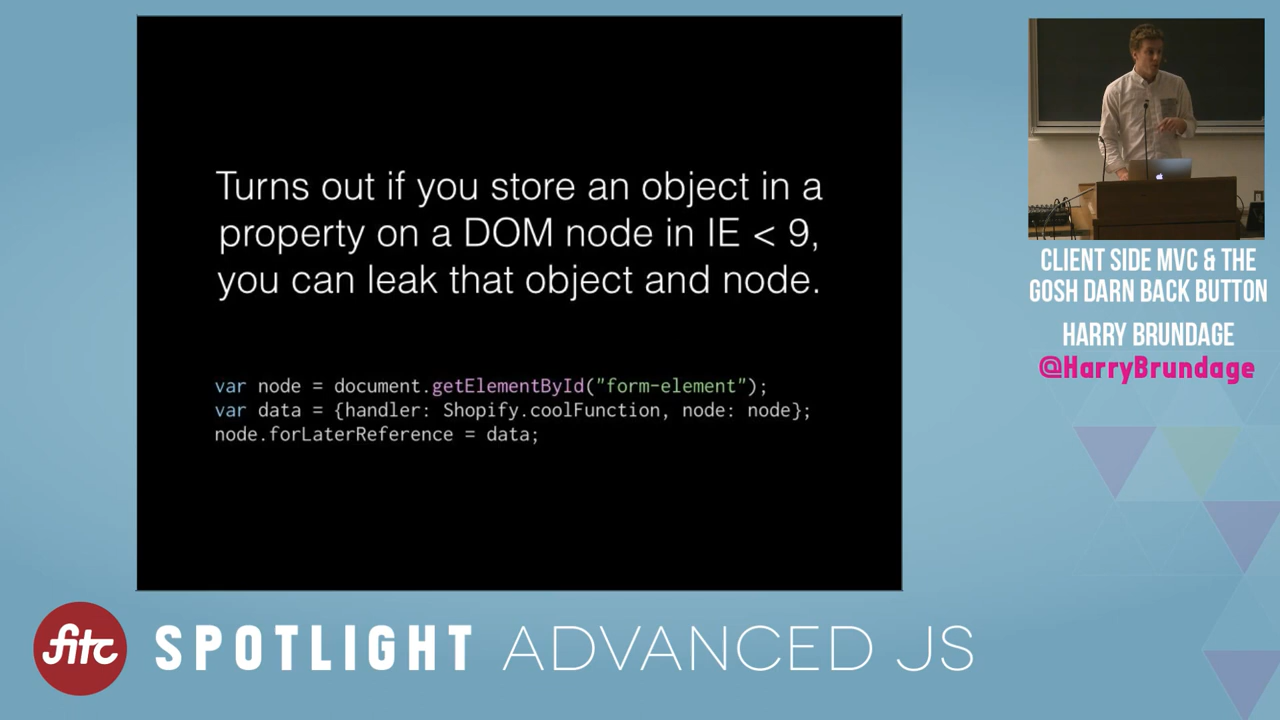 Turns out if you store an object in a
property on a DOM node in IE < 9,
you can leak that object and node.
var node = document.getElementById("form-element");
var data = {handler: Shopify.coolFunction, node: node};
node.forLaterReference = data;
CLIENT SIDE MVC & THE
GOSH DARN BACK BUTTON
HARRY BRUNDAGE
@HarryBrundage
fitc SPOTLIGHT ADVANCED JS